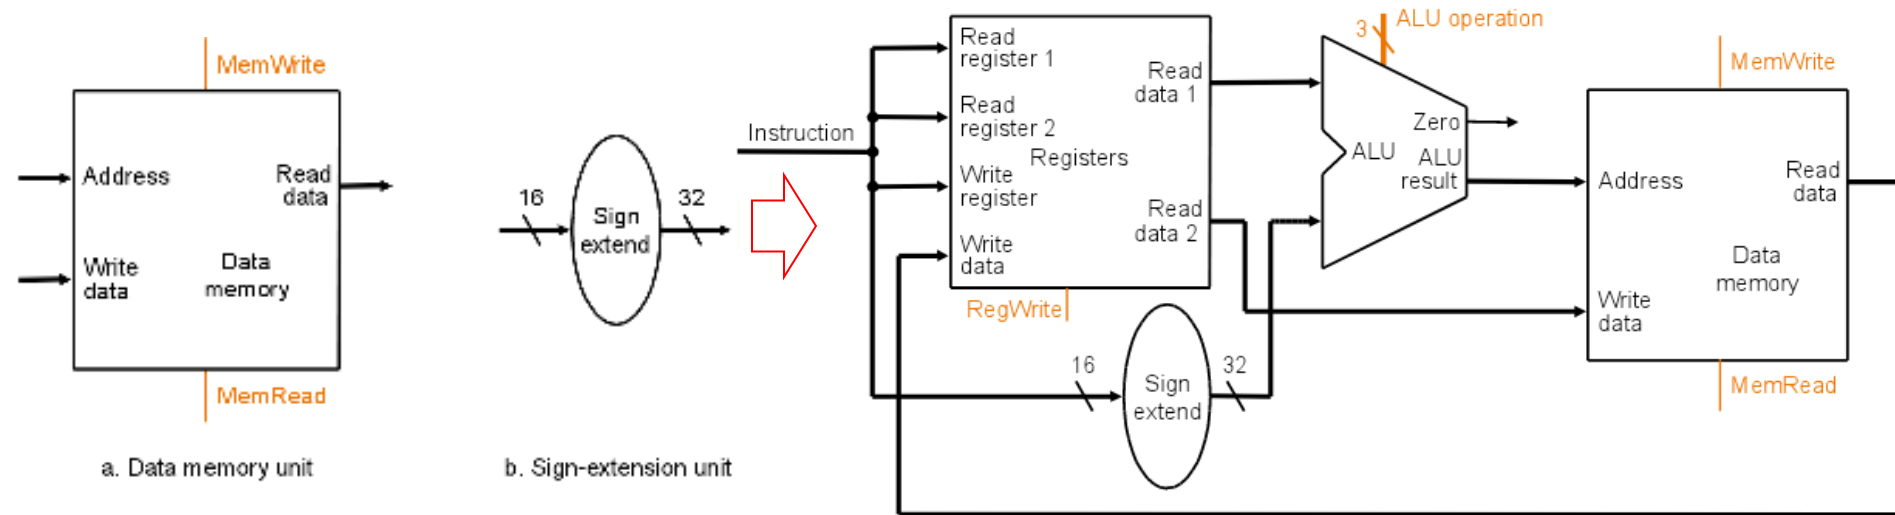 MemWrite
Address
Read
data
Write
data
Data
memory
MemRead
a. Data memory unit
16
Sign
extend
32
b. Sign-extension unit
Instruction
Read
register 1
Read
register 2
Write
register
Write
data
Registers
Read
data 1
Read
data 2
RegWrite
16
Sign
extend
32
3
ALU operation
Zero
ALU
ALU
result
MemWrite
Address
Read
data
Write
data
Data
memory
MemRead